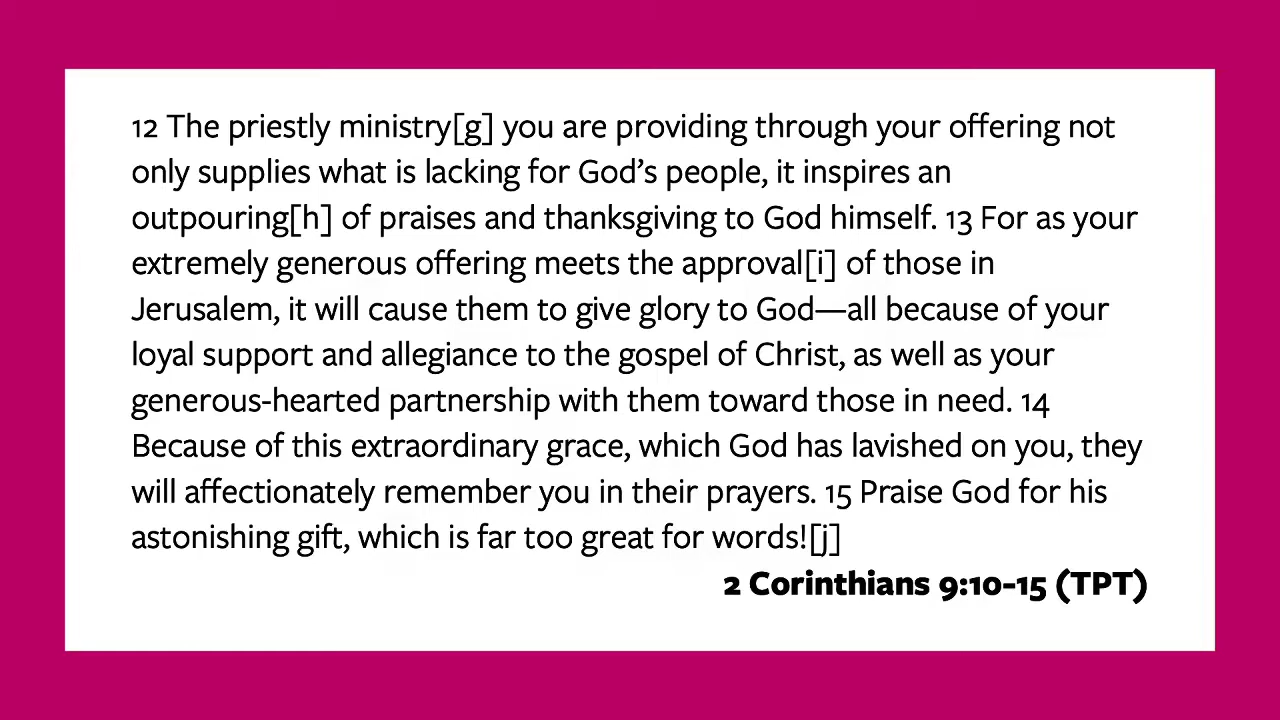 12 The priestly ministry[g] you are providing through your offering not
only supplies what is lacking for God’s people, it inspires an
outpouring[h] of praises and thanksgiving to God himself. 13 For as your
extremely generous offering meets the approval[i] of those in
Jerusalem, it will cause them to give glory to God—all because of your
loyal support and allegiance to the gospel of Christ, as well as your
generous-hearted partnership with them toward those in need. 14
Because of this extraordinary grace, which God has lavished on you, they
will affectionately remember you in their prayers. 15 Praise God for his
astonishing gift, which is far too great for words![j]
2 Corinthians 9:10-15 (TPT)